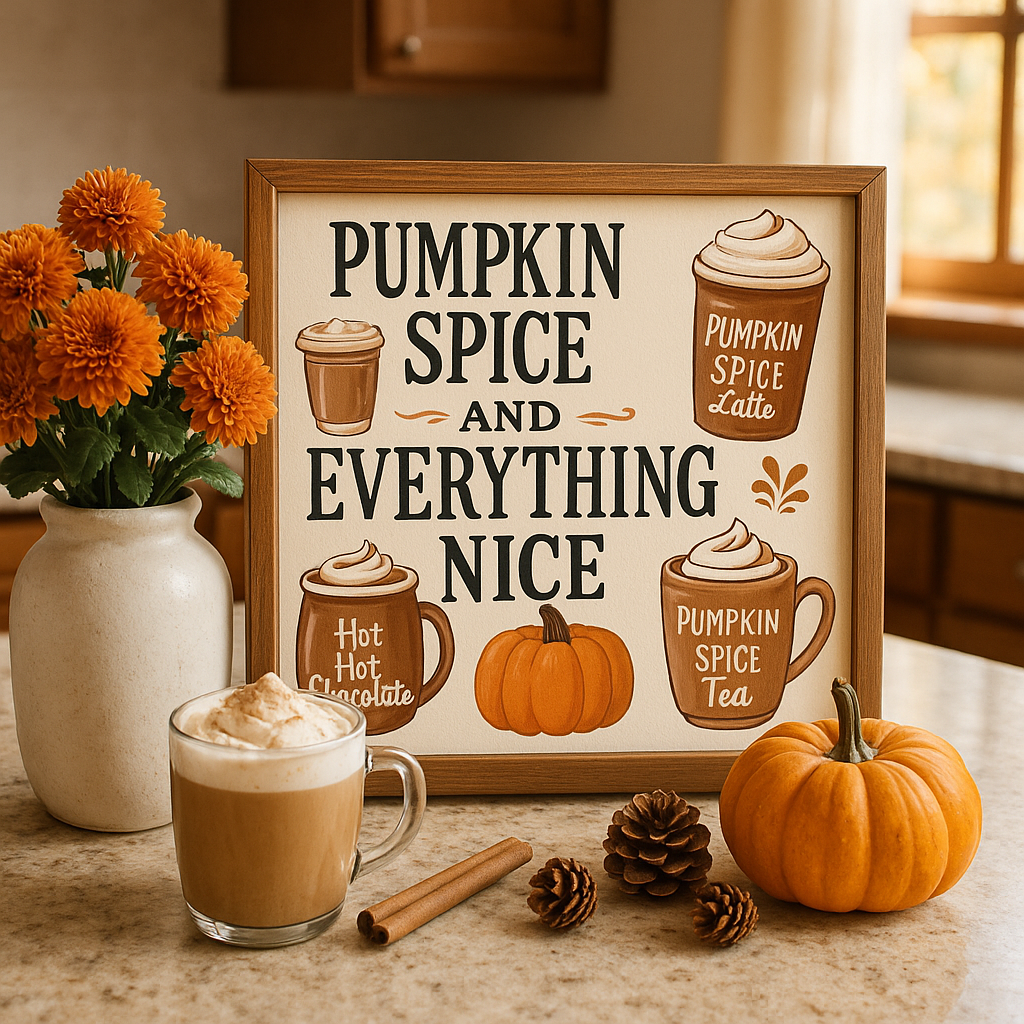 PUMPKIN
SPICE
AND
EVERYTHING
NICE
PUMPKIN
SPICE
Latte
Hot
Hot
Chacolate
PUMPKIN
SPICE
Tea